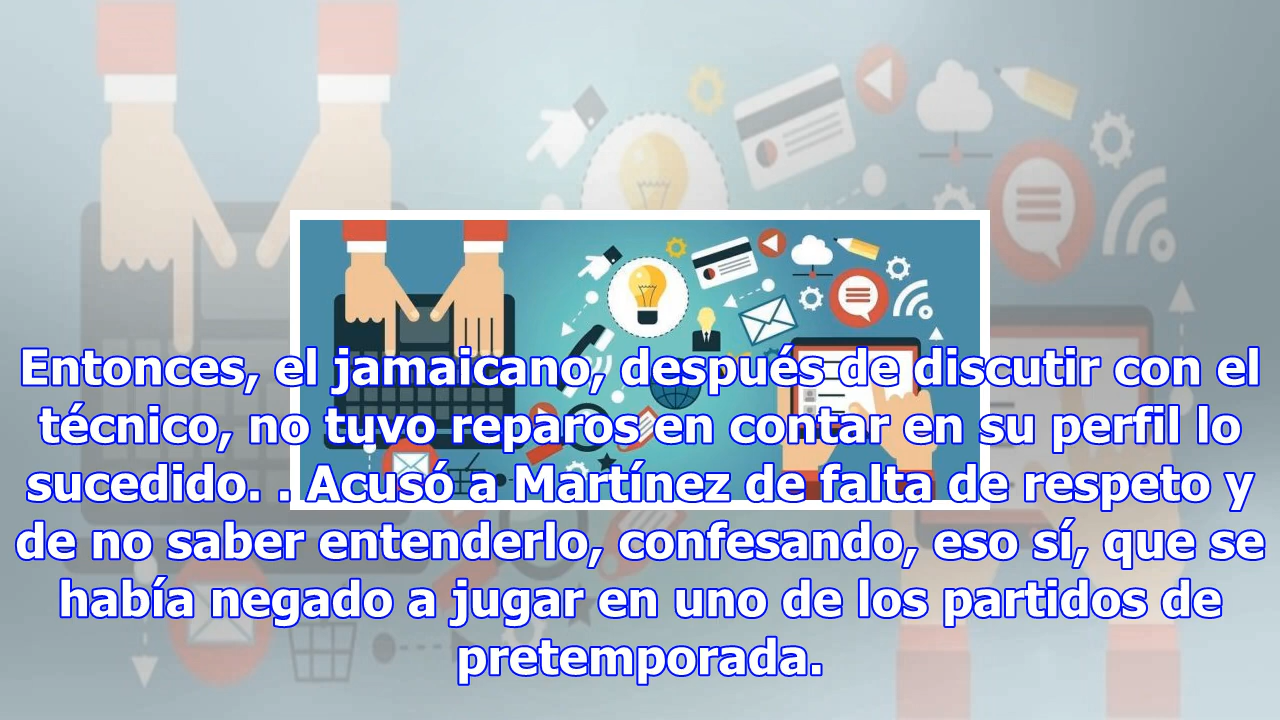 Entonces, el jamaicano, después de discutir con el
técnico, no tuvo reparos en contar en su perfil lo
sucedido. . Acusó a Martínez de falta de respeto y
de no saber entenderlo, confesando, eso sí, que se
había negado a jugar en uno de los partidos de
pretemporada.